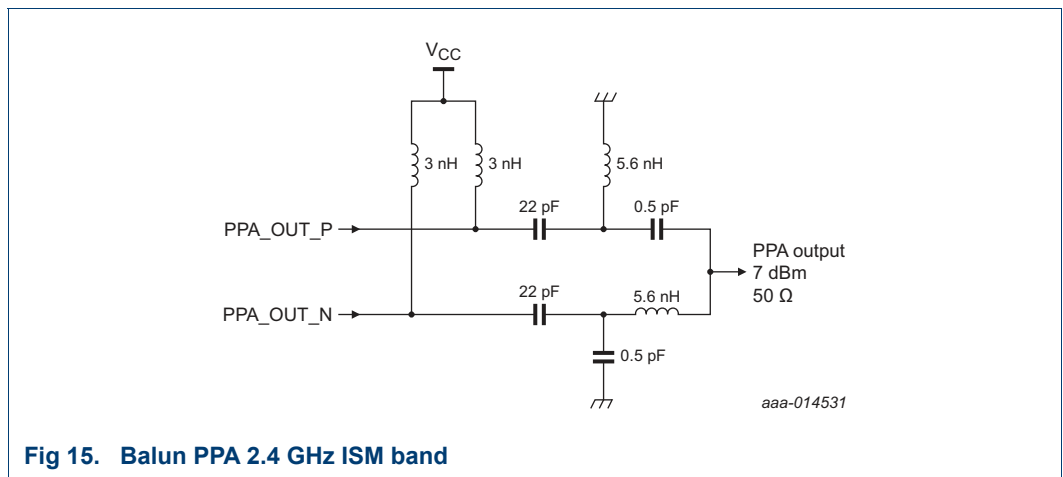 VCC
3 nH
3 nH
5.6 nH
22 pF
0.5 pF
PPA_OUT_P
PPA output
7 dBm
50 Ω
22 pF
5.6 nH
PPA_OUT_N
0.5 pF
aaa-014531
Fig 15. Balun PPA 2.4 GHz ISM band